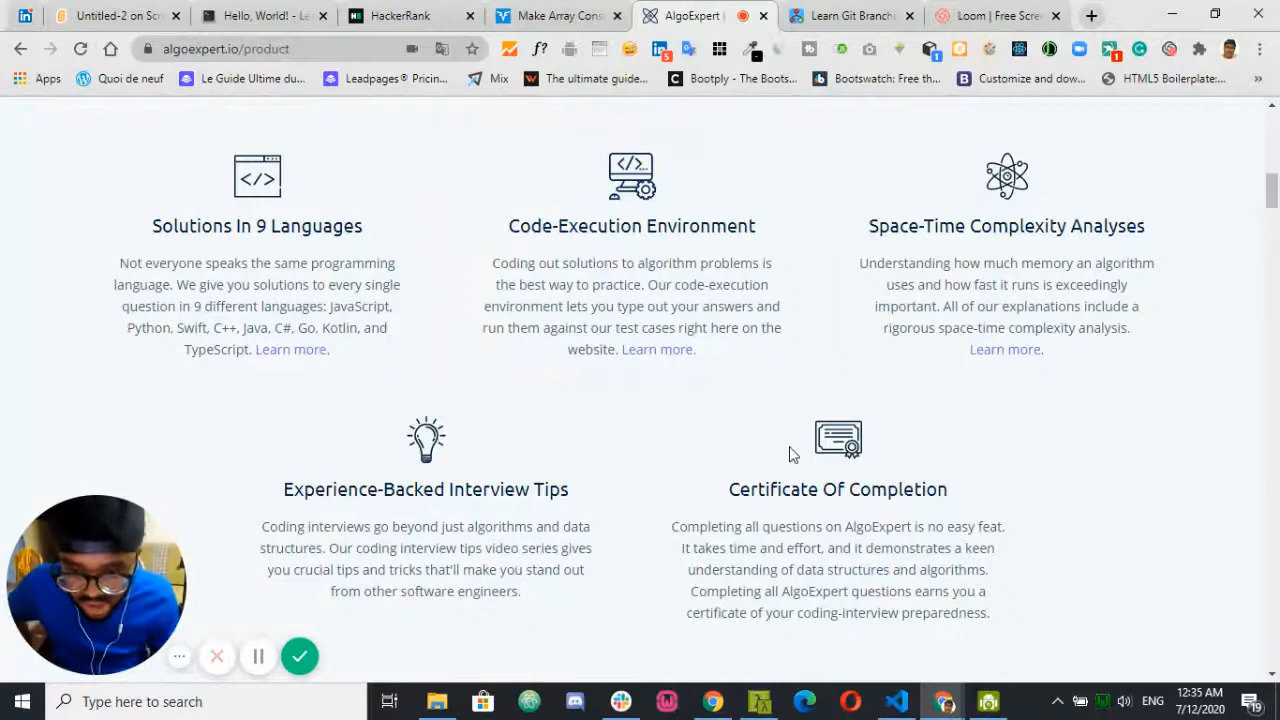 Untitled-2 on S
Hello, World! - L
HackerRank
Make Array Cons
AlgoExpert
Learn Git Branchi
Loom | Free Scre
algoexpert.io/product
Apps
Quoi de neuf
Le Guide Ultime du...
Leadpages® Pricin...
Mix
The ultimate guide...
Bootply - The Boots...
Bootswatch: Free th...
Customize and dow...
HTML5 Boilerplate:...
Solutions In 9 Languages
Not everyone speaks the same programming
language. We give you solutions to every single
question in 9 different languages: JavaScript,
Python, Swift, C++, Java, C#, Go, Kotlin, and
TypeScript. Learn more.
Code-Execution Environment
Coding out solutions to algorithm problems is
the best way to practice. Our code-execution
environment lets you type out your answers and
run them against our test cases right here on the
website. Learn more.
Space-Time Complexity Analyses
Understanding how much memory an algorithm
uses and how fast it runs is exceedingly
important. All of our explanations include a
rigorous space-time complexity analysis.
Learn more.
Experience-Backed Interview Tips
Coding interviews go beyond just algorithms and data
structures. Our coding interview tips video series gives
you crucial tips and tricks that'll make you stand out
from other software engineers.
Certificate Of Completion
Completing all questions on AlgoExpert is no easy feat.
It takes time and effort, and it demonstrates a keen
understanding of data structures and algorithms.
Completing all AlgoExpert questions earns you a
certificate of your coding-interview preparedness.
Type here to search
ENG
12:35 AM
7/12/2020
19